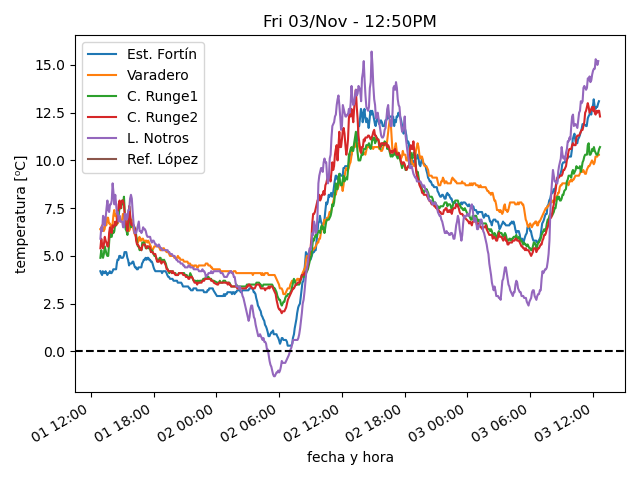 Fri 03/Nov - 12:50PM
temperatura [ºC]
15.0
12.5
10.0
7.5
5.0
2.5
0.0
Est. Fortín
Varadero
C. Runge1
C. Runge2
L. Notros
Ref. López
01 12:00
01 18:00
02 00:00
02 06:00
02 12:00
02 18:00
03 00:00
03 06:00
03 12:00
fecha y hora